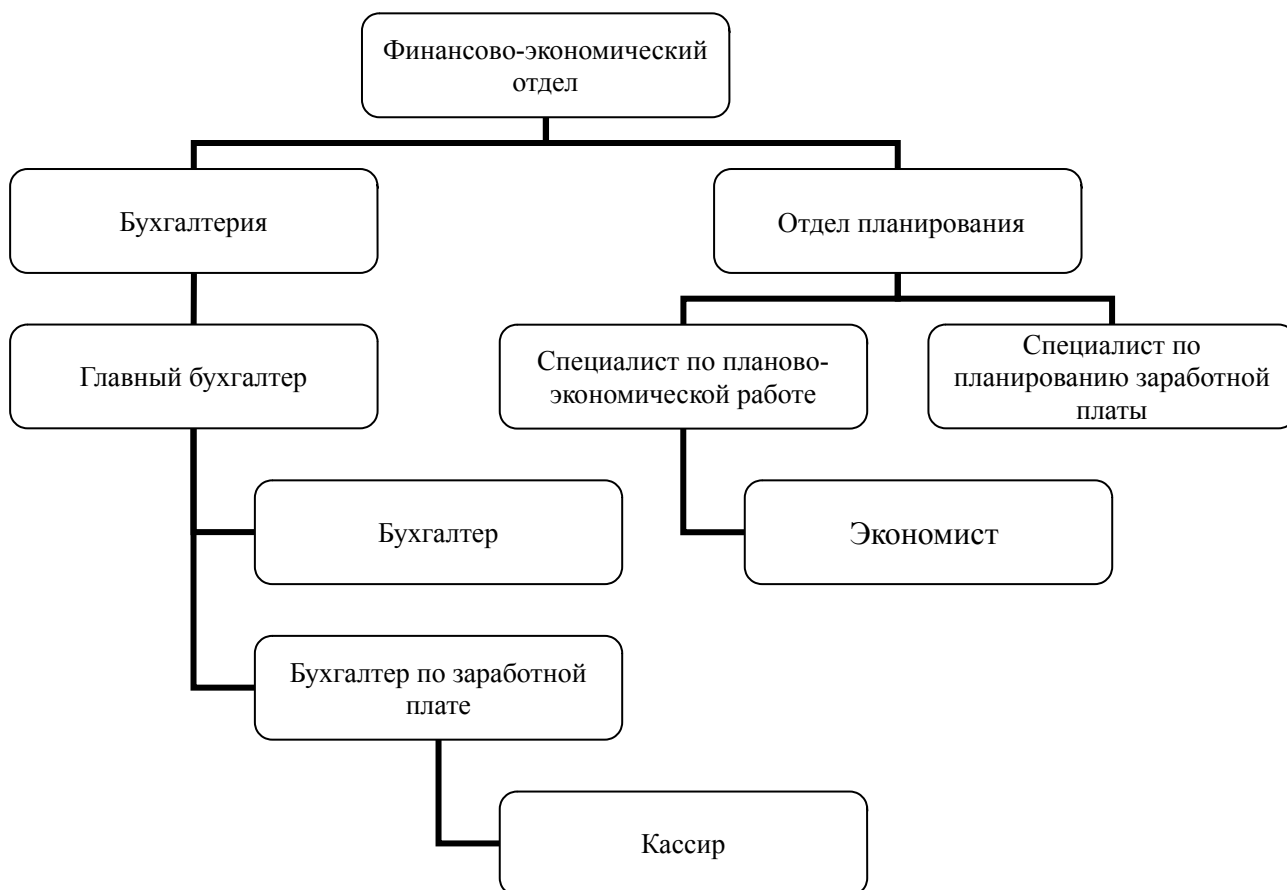 Финансово-экономический
отдел
Бухгалтерия
Отдел планирования
Главный бухгалтер
Специалист по планово-
экономической работе
Специалист по
планированию заработной
платы
Бухгалтер
Экономист
Бухгалтер по заработной
плате
Кассир